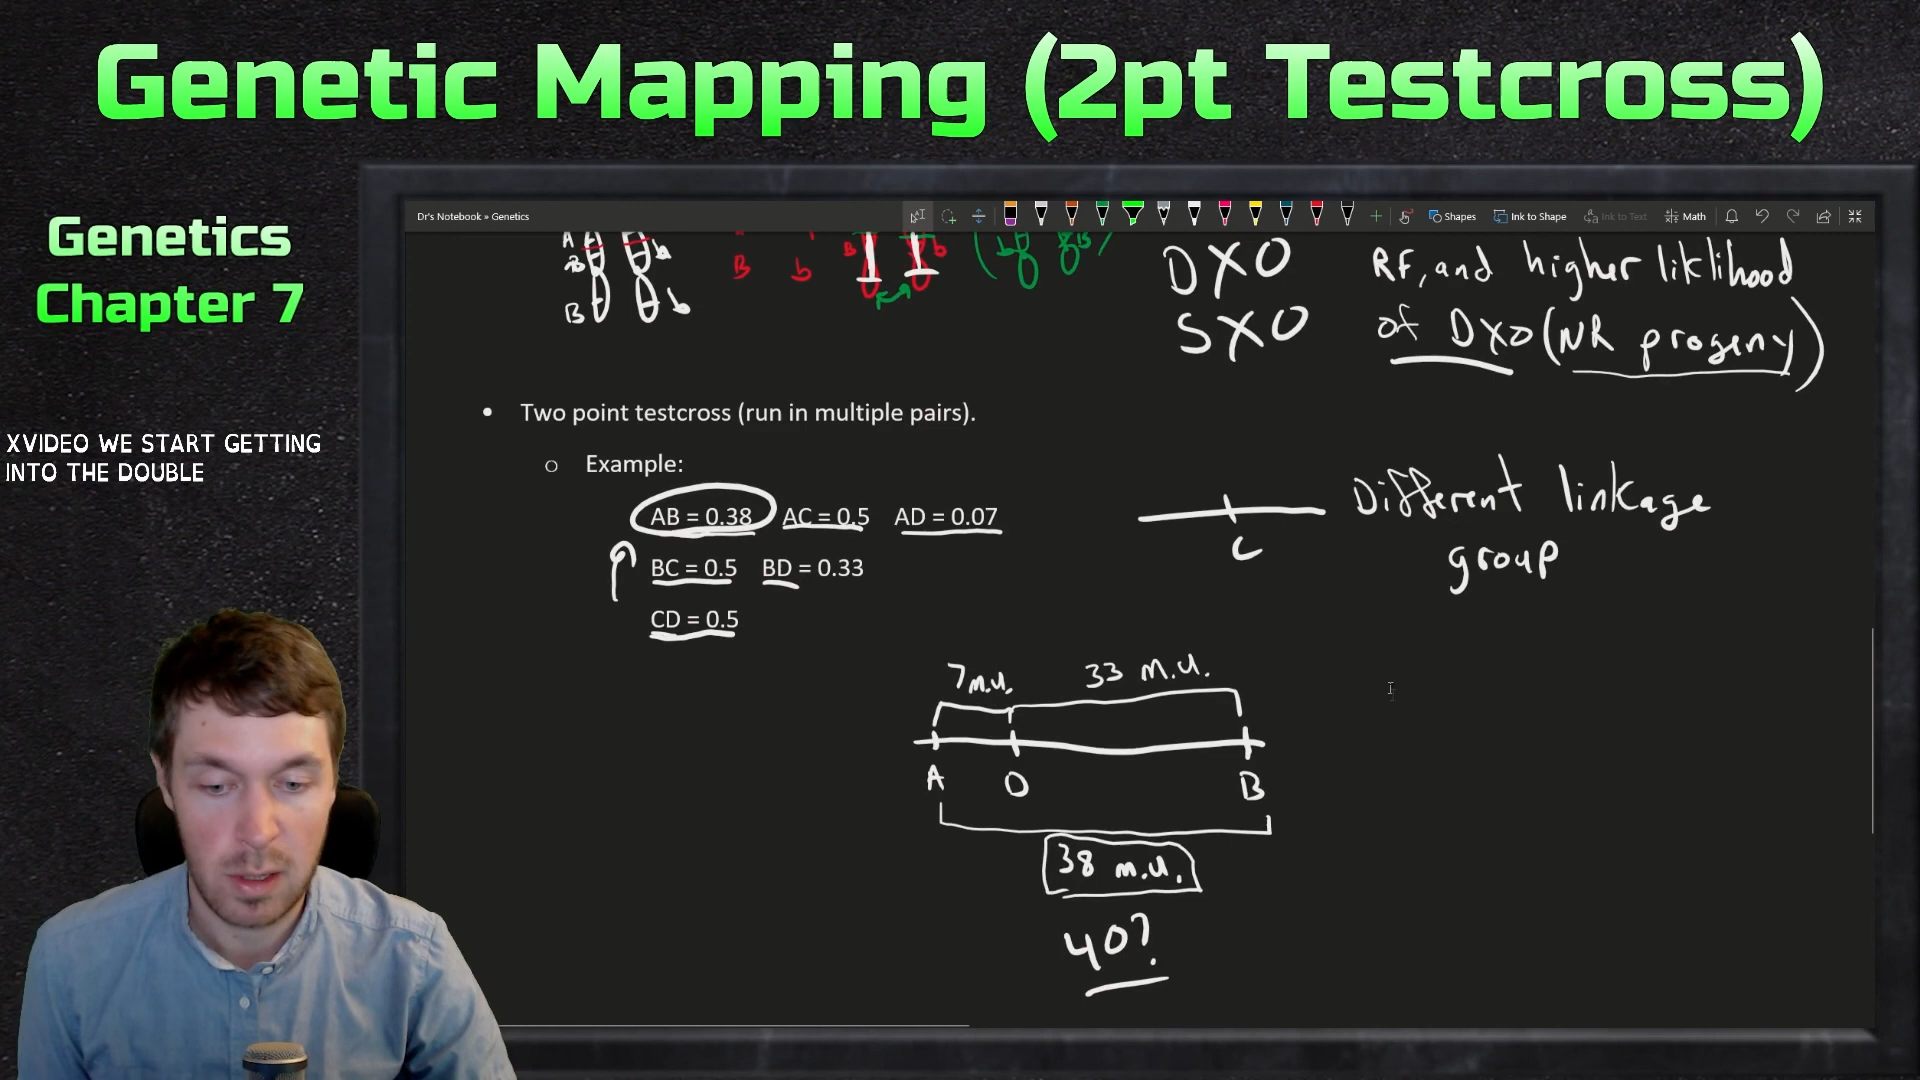 Genetic Mapping (2pt Testcross)
Genetics
Chapter 7
XVIDEO WE START GETTING
INTO THE DOUBLE
Dr's Notebook » Genetics
Shapes
Ink to Shape
Ink to Text
Math
A
B
b
B
b
B
b
b
B
B
b
DXO
SXO
RF, and higher liklihood
of DXO (NR progeny)
• Two point testcross (run in multiple pairs).
o Example:
AB = 0.38 AC = 0.5 AD = 0.07
BC = 0.5 BD = 0.33
CD = 0.5
C
Different linkage
group
7 m.u. 33 m.u.
A D B
38 m.u.
40?